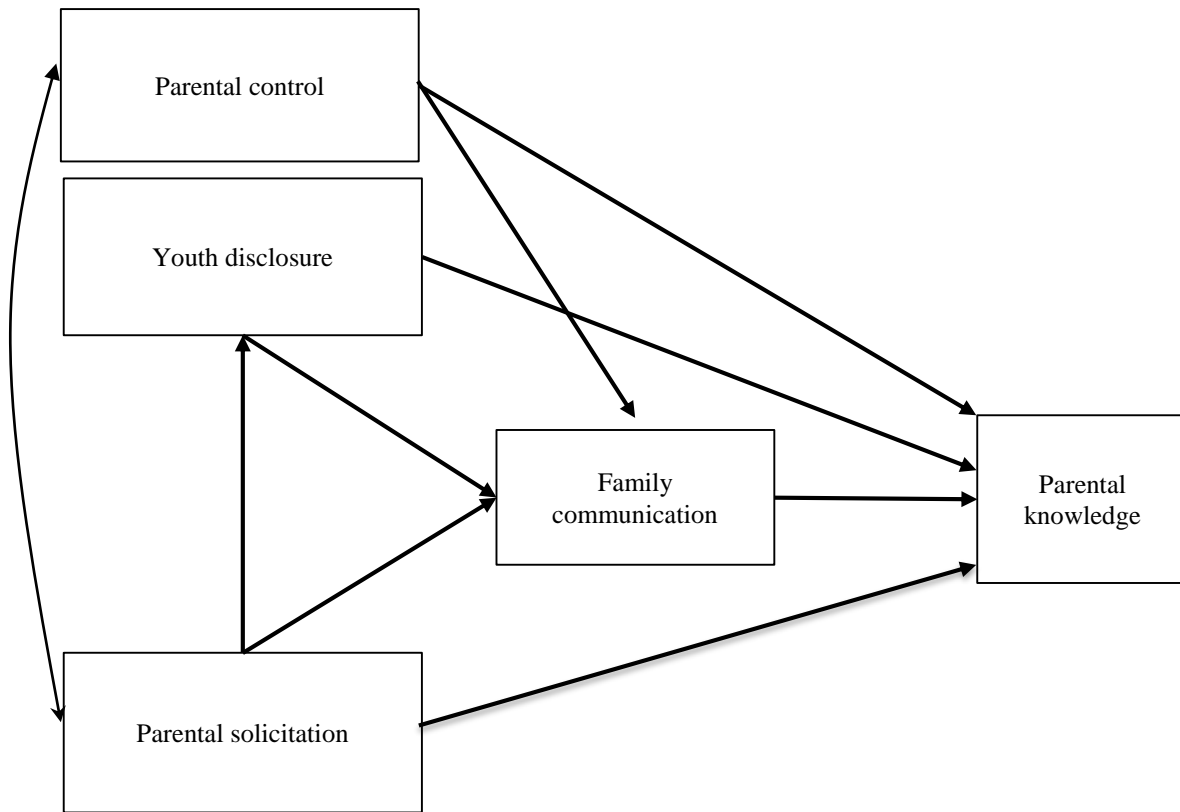 Parental control
Youth disclosure
Family
communication
Parental
knowledge
Parental solicitation